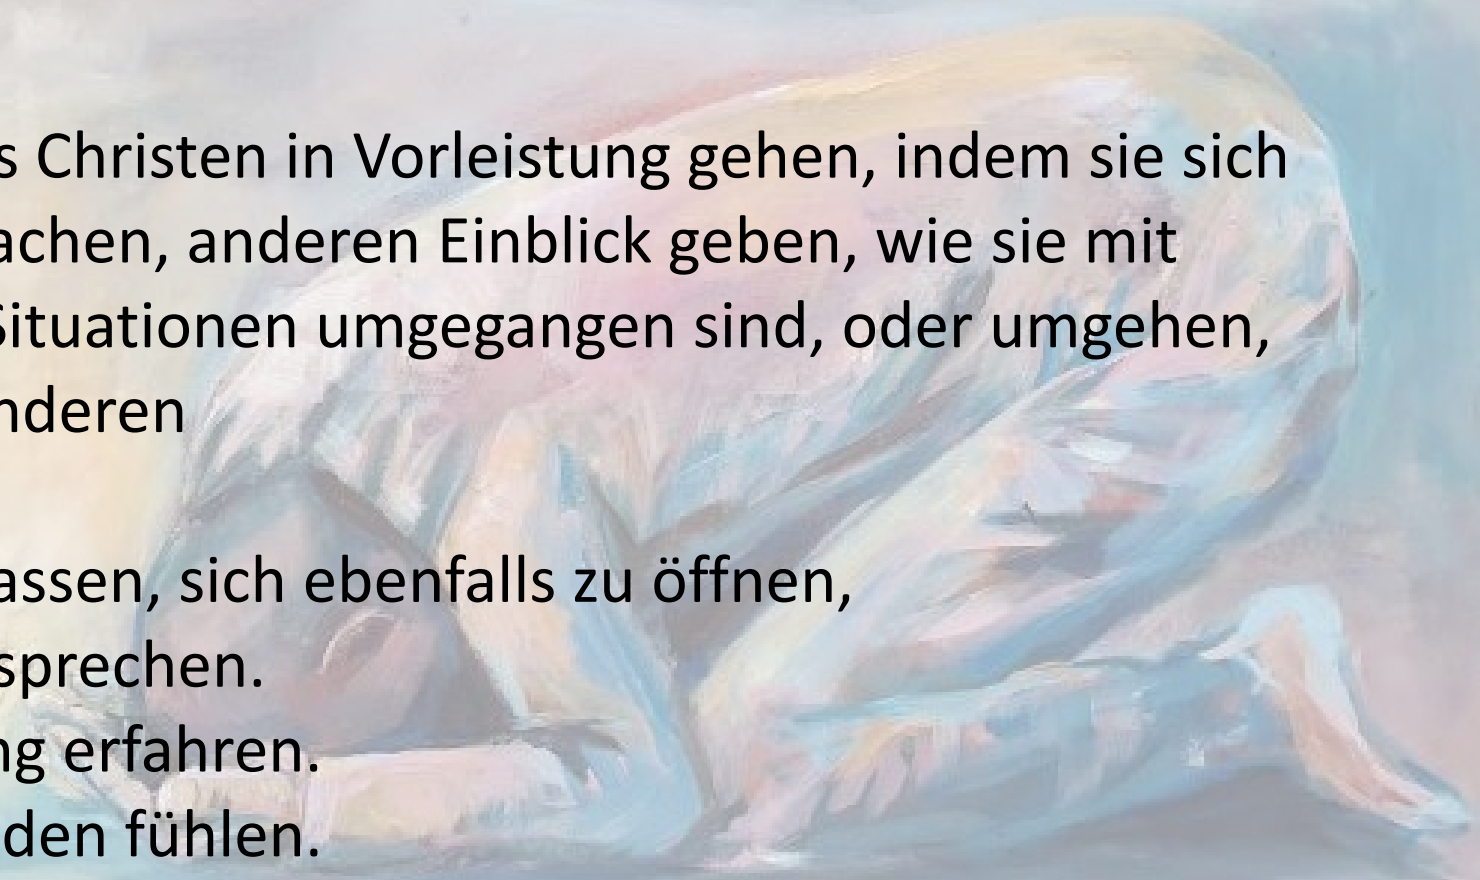 s Christen in Vorleistung gehen, indem sie sich
achen, anderen Einblick geben, wie sie mit
Situationen umgegangen sind, oder umgehen,
nderen
assen, sich ebenfalls zu öffnen,
sprechen.
ng erfahren.
den fühlen.